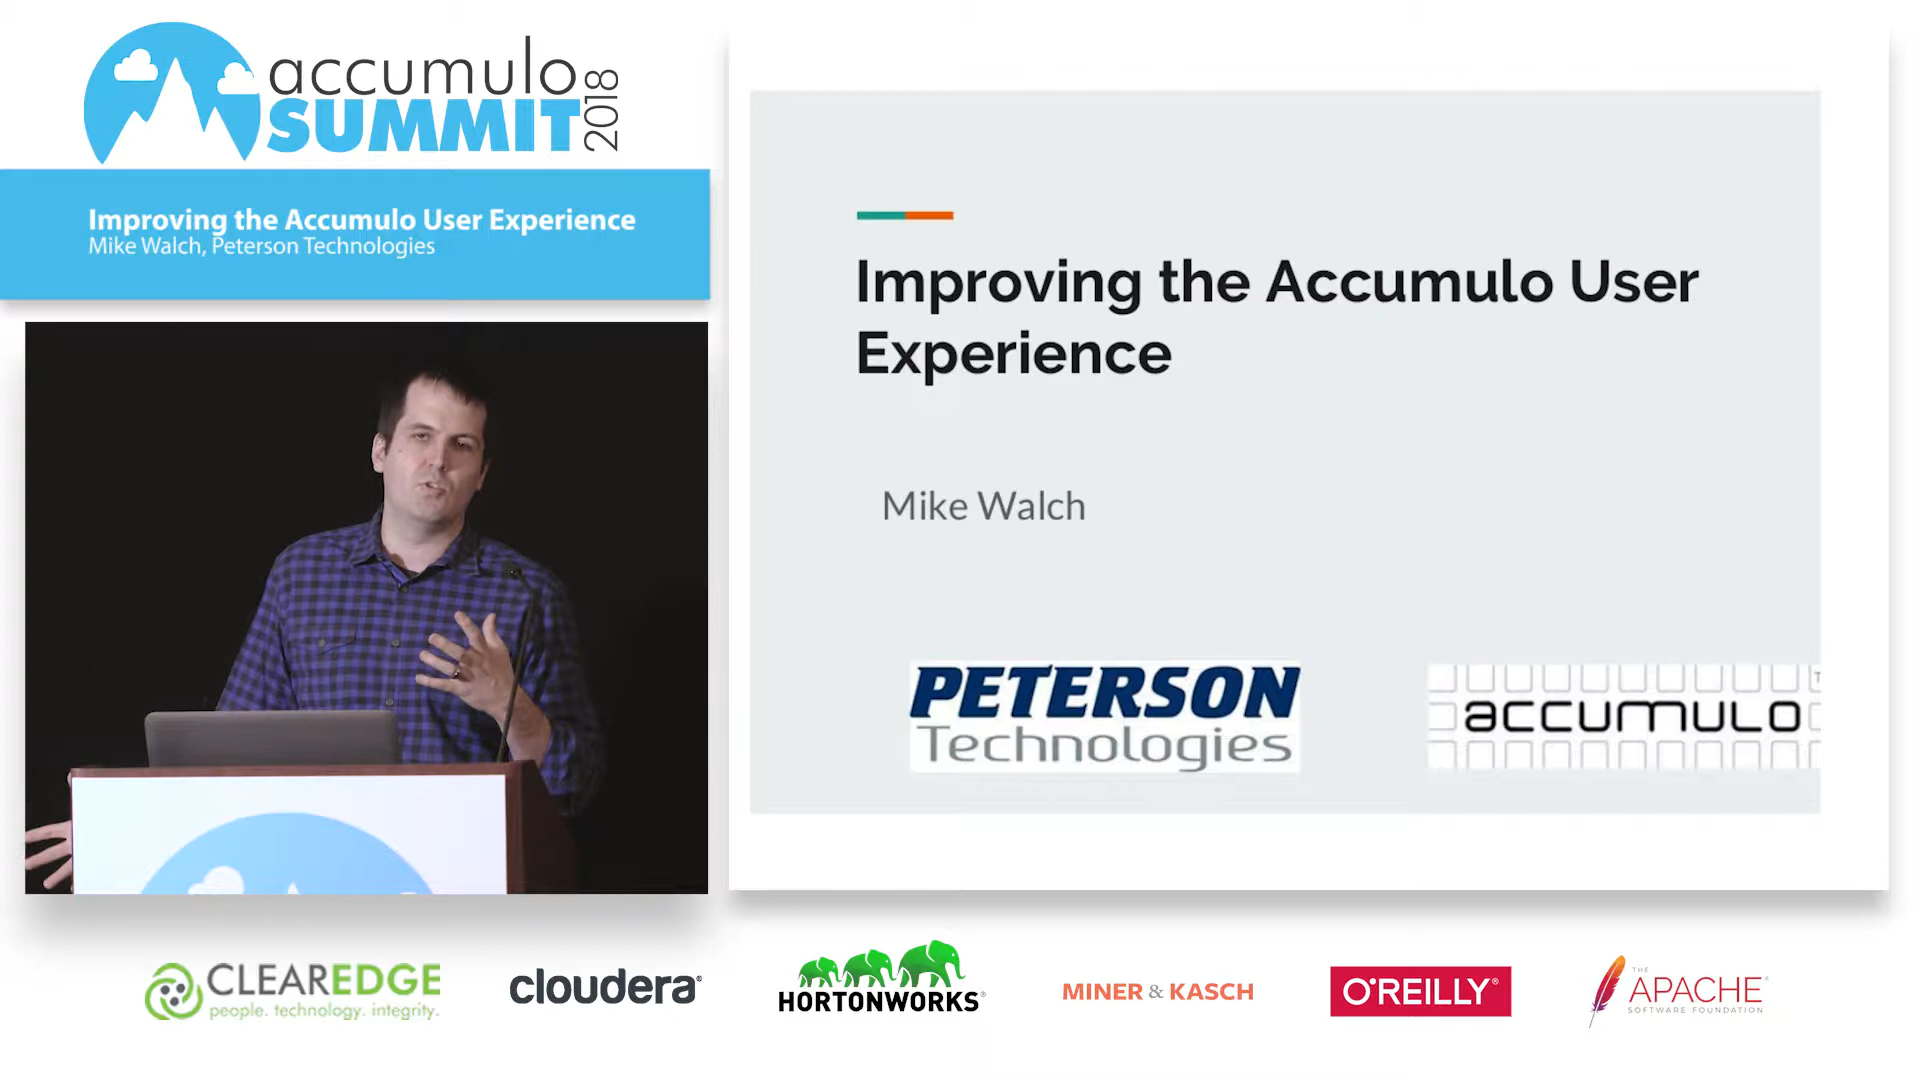 accumulo
SUMMIT
2018
Improving the Accumulo User Experience
Mike Walch, Peterson Technologies
Improving the Accumulo User
Experience
Mike Walch
PETERSON
Technologies
accumulo
CLEAREDGE
people. technology. integrity.
cloudera®
HORTONWORKS®
MINER & KASCH
O'REILLY®
THE
APACHE®
SOFTWARE FOUNDATION